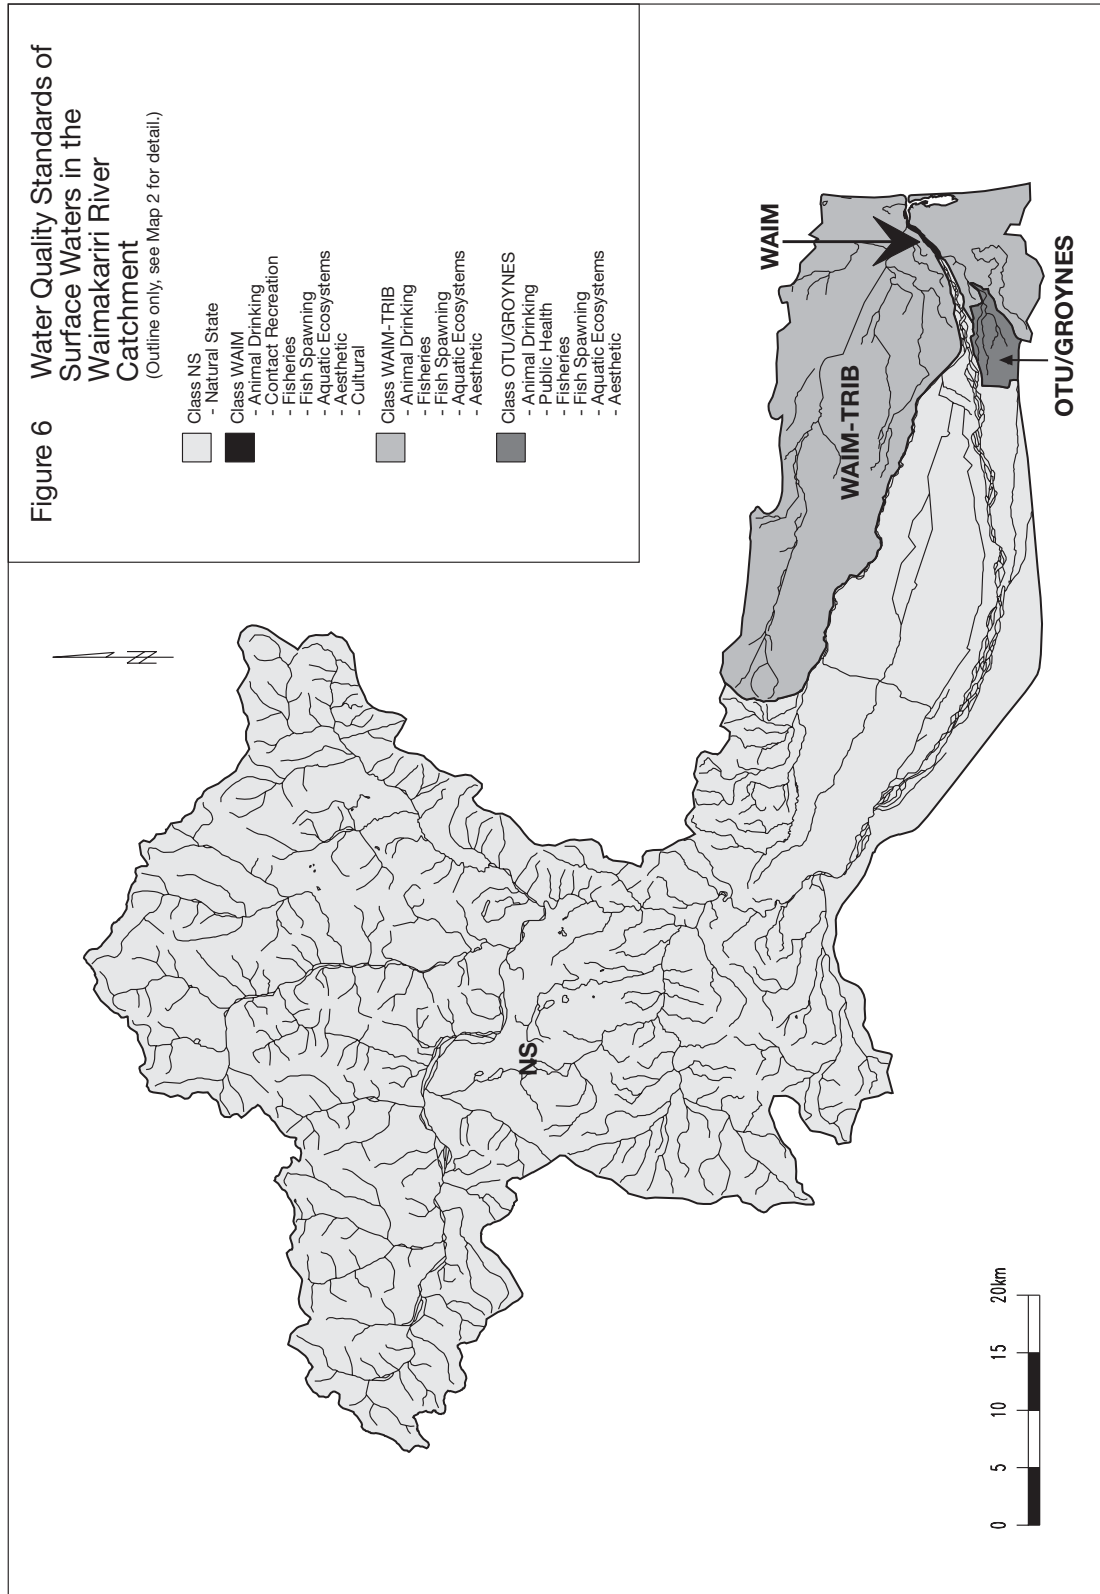 Figure 6
Water Quality Standards of
Surface Waters in the
Waimakariri River
Catchment
(Outline only, see Map 2 for detail.)
Class NS
- Natural State
Class WAIM
- Animal Drinking
- Contact Recreation
- Fisheries
- Fish Spawning
- Aquatic Ecosystems
- Aesthetic
- Cultural
Class WAIM-TRIB
- Animal Drinking
- Fisheries
- Fish Spawning
- Aquatic Ecosystems
- Aesthetic
Class OTU/GROYNES
- Animal Drinking
- Public Health
- Fisheries
- Fish Spawning
- Aquatic Ecosystems
- Aesthetic
N
WAIM
WAIM-TRIB
OTU/GROYNES
NS
0 5 10 15 20km